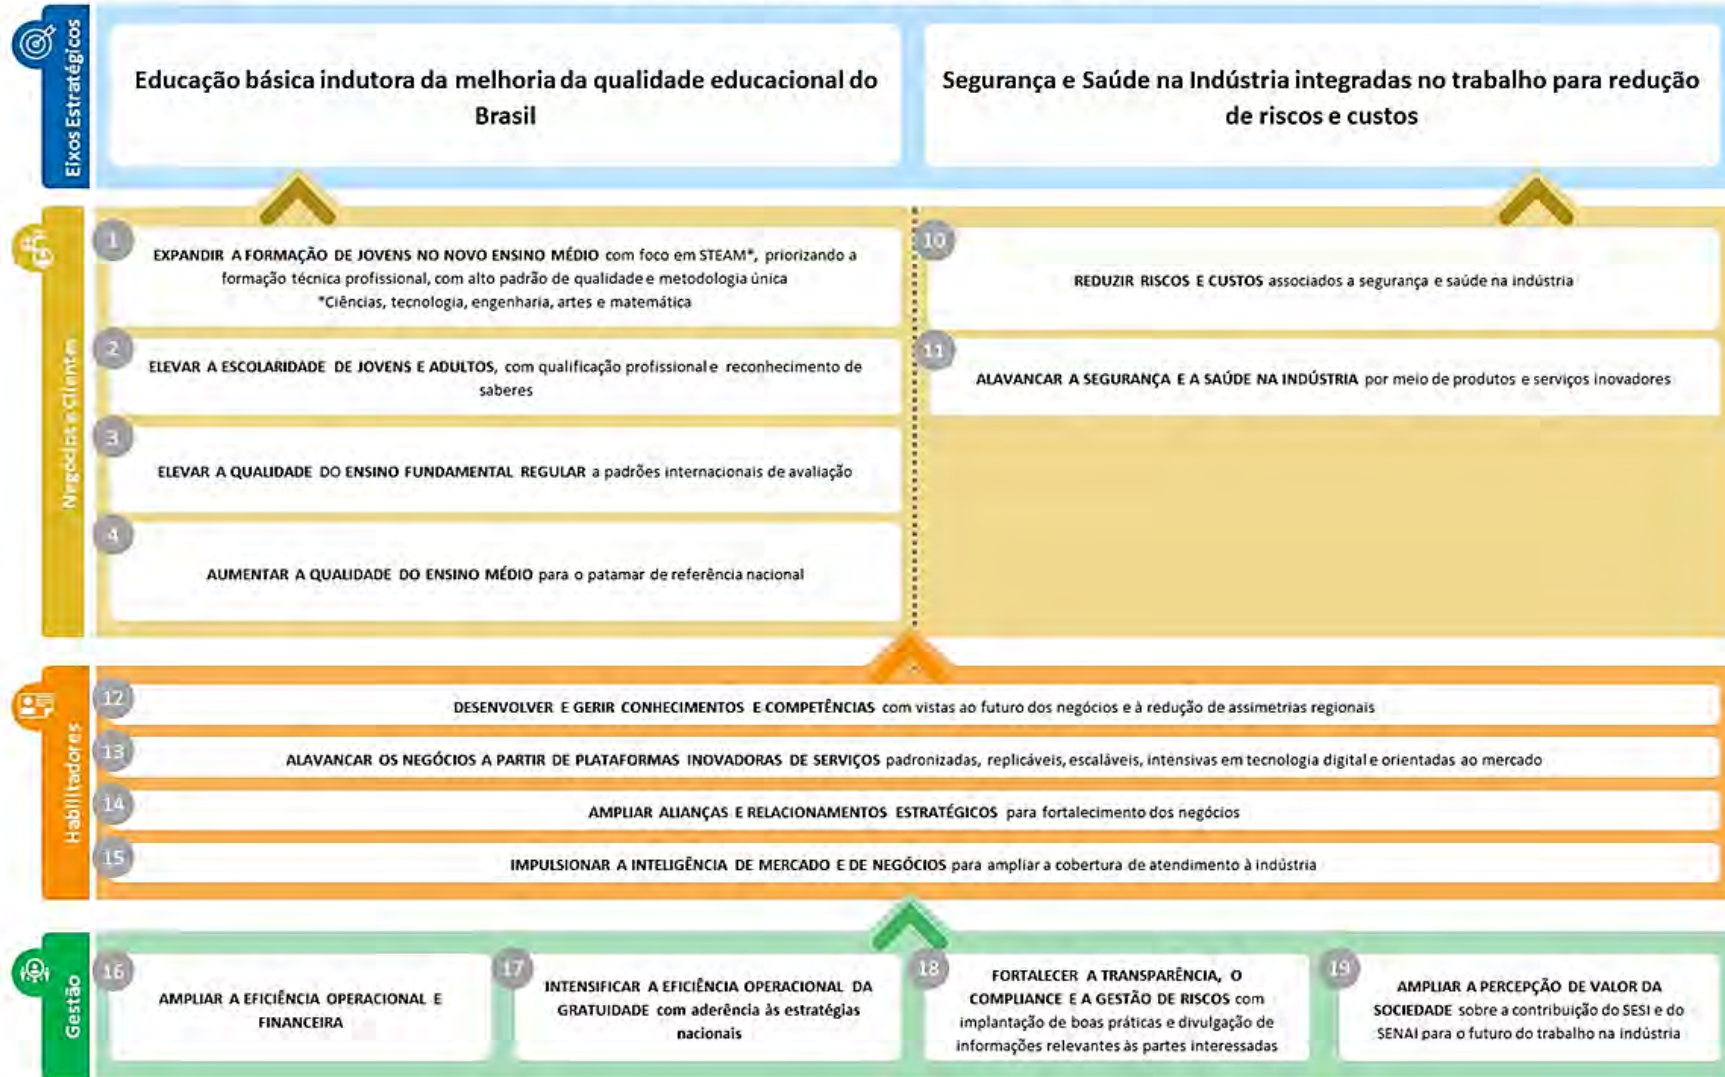 Eixos Estratégicos
Educação básica indutora da melhoria da qualidade educacional do
Brasil
Segurança e Saúde na Indústria integradas no trabalho para redução
de riscos e custos
Negócios e Clientes
1
EXPANDIR A FORMAÇÃO DE JOVENS NO NOVO ENSINO MÉDIO com foco em STEAM*, priorizando a
formação técnica profissional, com alto padrão de qualidade e metodologia única
*Ciências, tecnologia, engenharia, artes e matemática
2
ELEVAR A ESCOLARIDADE DE JOVENS E ADULTOS, com qualificação profissional e reconhecimento de
saberes
3
ELEVAR A QUALIDADE DO ENSINO FUNDAMENTAL REGULAR a padrões internacionais de avaliação
4
AUMENTAR A QUALIDADE DO ENSINO MÉDIO para o patamar de referência nacional
10
REDUZIR RISCOS E CUSTOS associados a segurança e saúde na indústria
11
ALAVANCAR A SEGURANÇA E A SAÚDE NA INDÚSTRIA por meio de produtos e serviços inovadores
Habilitadores
12
DESENVOLVER E GERIR CONHECIMENTOS E COMPETÊNCIAS com vistas ao futuro dos negócios e à redução de assimetrias regionais
13
ALAVANCAR OS NEGÓCIOS A PARTIR DE PLATAFORMAS INOVADORAS DE SERVIÇOS padronizadas, replicáveis, escaláveis, intensivas em tecnologia digital e orientadas ao mercado
14
AMPLIAR ALIANÇAS E RELACIONAMENTOS ESTRATÉGICOS para fortalecimento dos negócios
15
IMPULSIONAR A INTELIGÊNCIA DE MERCADO E DE NEGÓCIOS para ampliar a cobertura de atendimento à indústria
Gestão
16
AMPLIAR A EFICIÊNCIA OPERACIONAL E
FINANCEIRA
17
INTENSIFICAR A EFICIÊNCIA OPERACIONAL DA
GRATUIDADE com aderência às estratégias
nacionais
18
FORTALECER A TRANSPARÊNCIA, O
COMPLIANCE E A GESTÃO DE RISCOS com
implantação de boas práticas e divulgação de
informações relevantes às partes interessadas
19
AMPLIAR A PERCEPÇÃO DE VALOR DA
SOCIEDADE sobre a contribuição do SESI e do
SENAI para o futuro do trabalho na indústria